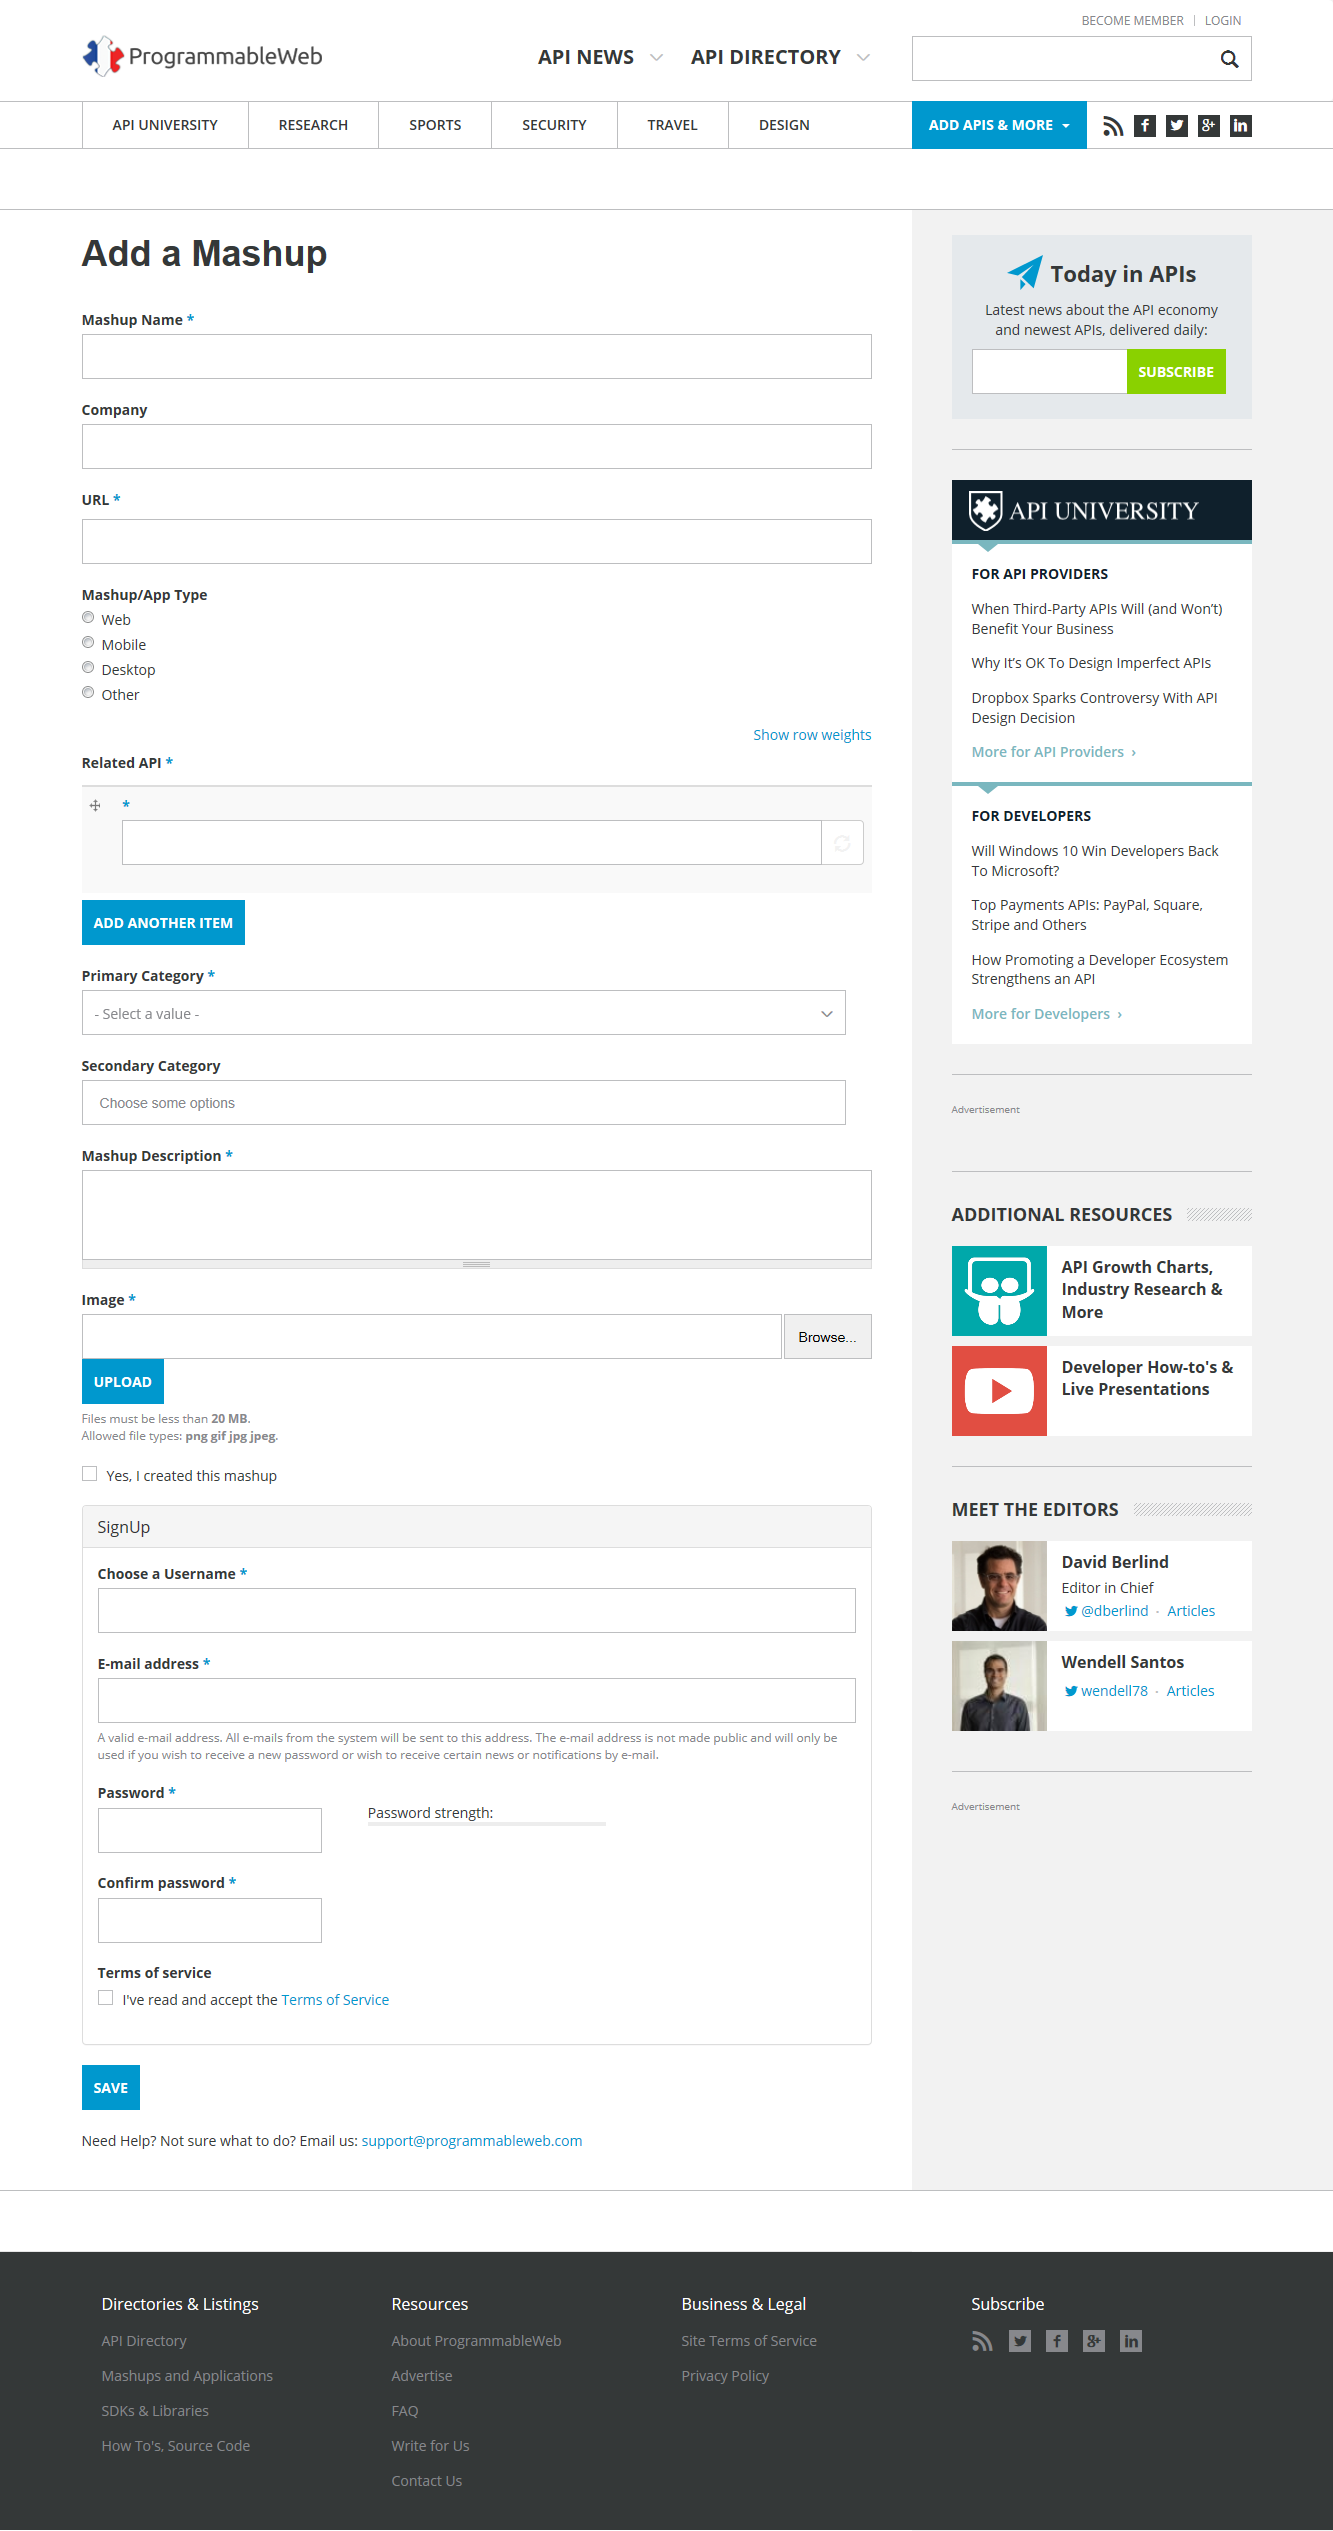 BECOME MEMBER | LOGIN
ProgrammableWeb
API NEWS
API DIRECTORY
API UNIVERSITY
RESEARCH
SPORTS
SECURITY
TRAVEL
DESIGN
ADD APIS & MORE
Add a Mashup
Mashup Name *
Company
URL *
Mashup/App Type
Web
Mobile
Desktop
Other
Show row weights
Related API *
*
ADD ANOTHER ITEM
Primary Category *
- Select a value -
Secondary Category
Choose some options
Mashup Description *
Image *
Browse...
UPLOAD
Files must be less than 20 MB.
Allowed file types: png gif jpg jpeg.
Yes, I created this mashup
SignUp
Choose a Username *
E-mail address *
A valid e-mail address. All e-mails from the system will be sent to this address. The e-mail address is not made public and will only be
used if you wish to receive a new password or wish to receive certain news or notifications by e-mail.
Password *
Password strength:
Confirm password *
Terms of service
I've read and accept the Terms of Service
SAVE
Need Help? Not sure what to do? Email us: support@programmableweb.com
Today in APIs
Latest news about the API economy
and newest APIs, delivered daily:
SUBSCRIBE
API UNIVERSITY
FOR API PROVIDERS
When Third-Party APIs Will (and Won’t)
Benefit Your Business
Why It’s OK To Design Imperfect APIs
Dropbox Sparks Controversy With API
Design Decision
More for API Providers ›
FOR DEVELOPERS
Will Windows 10 Win Developers Back
To Microsoft?
Top Payments APIs: PayPal, Square,
Stripe and Others
How Promoting a Developer Ecosystem
Strengthens an API
More for Developers ›
Advertisement
ADDITIONAL RESOURCES
API Growth Charts,
Industry Research &
More
Developer How-to's &
Live Presentations
MEET THE EDITORS
David Berlind
Editor in Chief
@dberlind · Articles
Wendell Santos
wendell78 · Articles
Advertisement
Directories & Listings
API Directory
Mashups and Applications
SDKs & Libraries
How To's, Source Code
Resources
About ProgrammableWeb
Advertise
FAQ
Write for Us
Contact Us
Business & Legal
Site Terms of Service
Privacy Policy
Subscribe